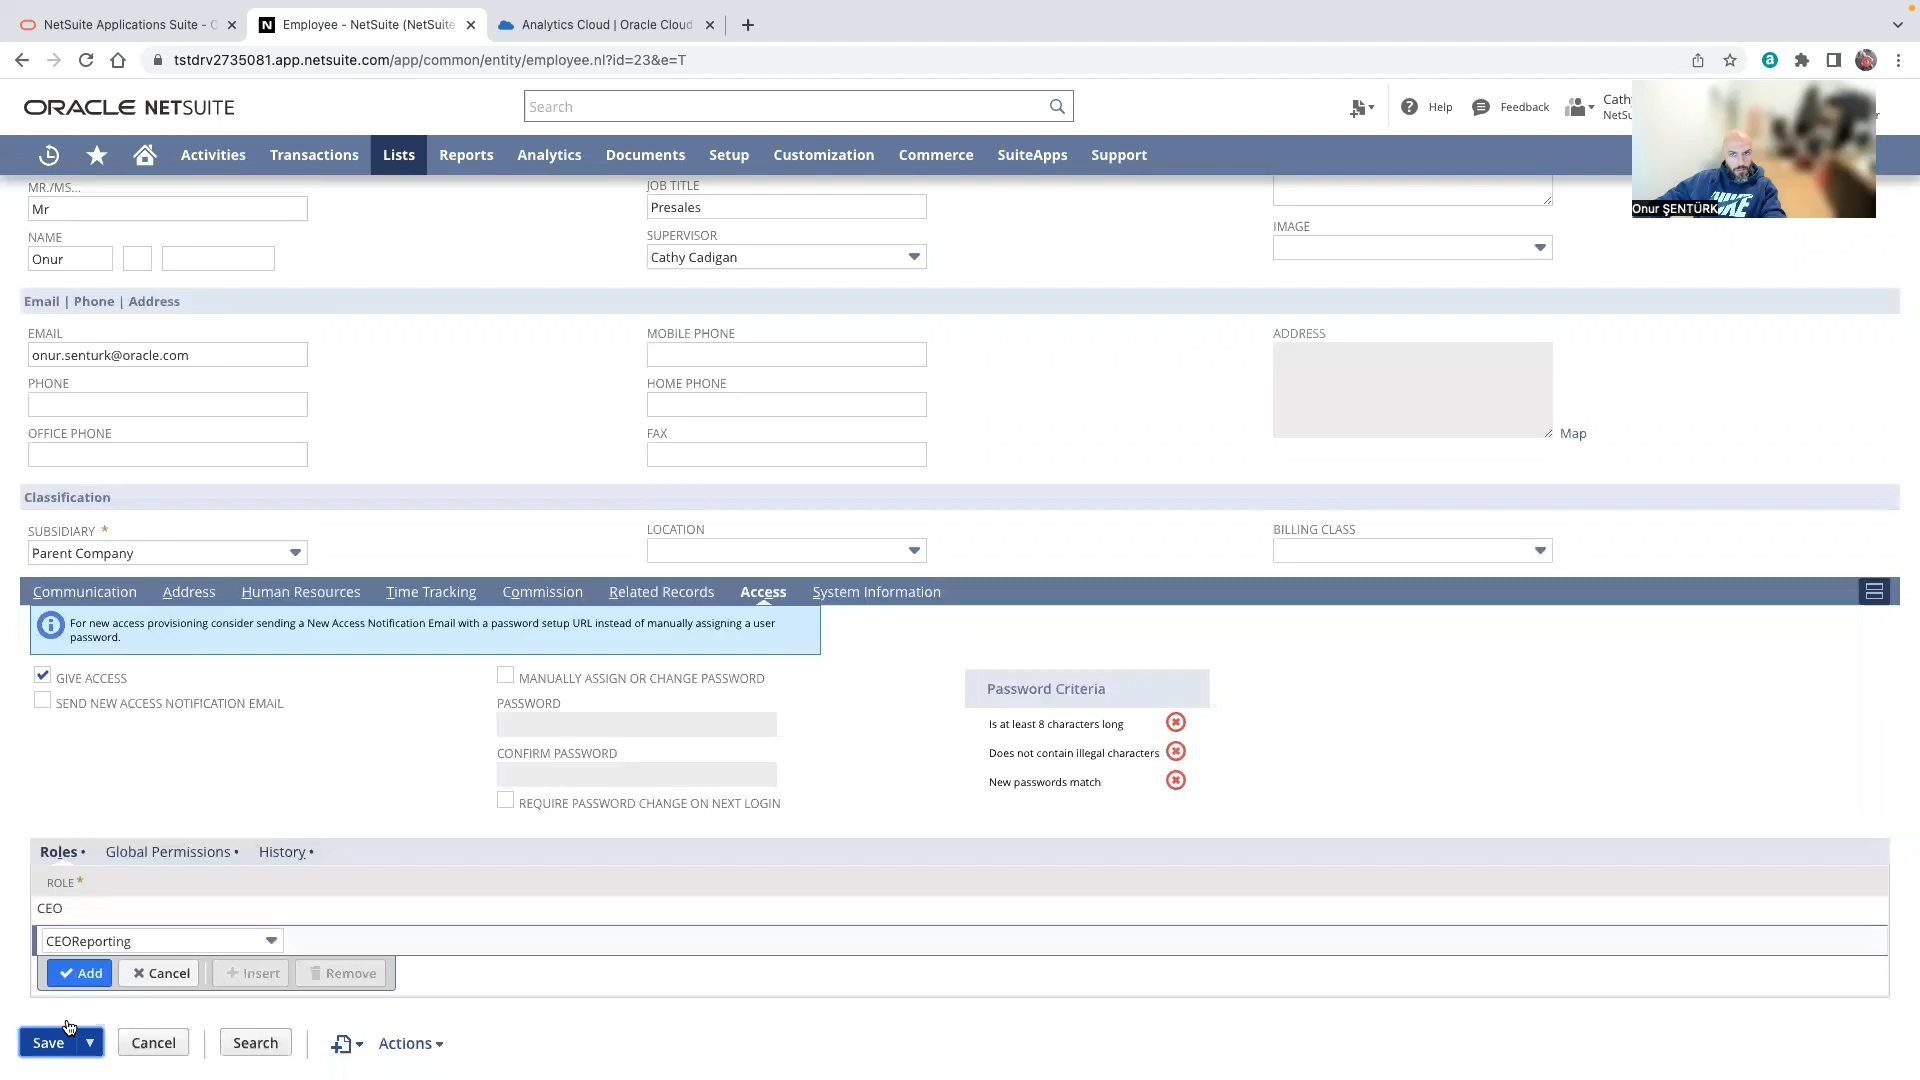 NetSuite Applications Suite - C
Employee - NetSuite (NetSuite
Analytics Cloud | Oracle Cloud
tstdrv2735081.app.netsuite.com/app/common/entity/employee.nl?id=23&e=T
ORACLE NETSUITE
Search
Help
Feedback
Cathy
NetSu
Activities
Transactions
Lists
Reports
Analytics
Documents
Setup
Customization
Commerce
SuiteApps
Support
Onur ŞENTÜRK
MR./MS...
Mr
JOB TITLE
Presales
NAME
Onur
SUPERVISOR
Cathy Cadigan
IMAGE
Email | Phone | Address
EMAIL
onur.senturk@oracle.com
MOBILE PHONE
ADDRESS
PHONE
HOME PHONE
OFFICE PHONE
FAX
Map
Classification
SUBSIDIARY *
Parent Company
LOCATION
BILLING CLASS
Communication
Address
Human Resources
Time Tracking
Commission
Related Records
Access
System Information
For new access provisioning consider sending a New Access Notification Email with a password setup URL instead of manually assigning a user
password.
GIVE ACCESS
SEND NEW ACCESS NOTIFICATION EMAIL
MANUALLY ASSIGN OR CHANGE PASSWORD
PASSWORD
CONFIRM PASSWORD
REQUIRE PASSWORD CHANGE ON NEXT LOGIN
Password Criteria
Is at least 8 characters long
Does not contain illegal characters
New passwords match
Roles •
Global Permissions •
History •
ROLE *
CEO
CEOReporting
Add
Cancel
Insert
Remove
Save
Cancel
Search
Actions